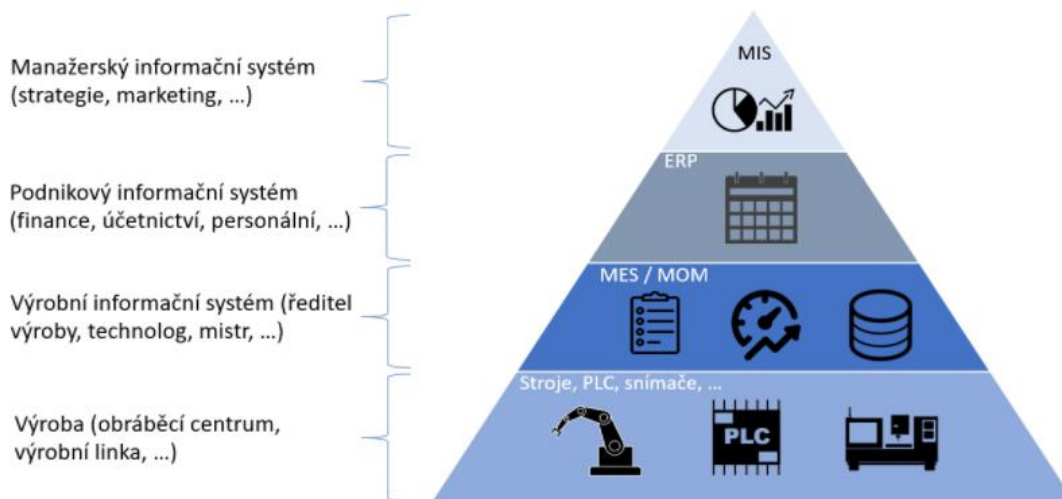 Manažerský informační systém
(strategie, marketing, …)
MIS
Podnikový informační systém
(finance, účetnictví, personální, …)
ERP
Výrobní informační systém (ředitel
výroby, technolog, mistr, …)
MES / MOM
Výroba (obráběcí centrum,
výrobní linka, …)
Stroje, PLC, snímače, …
PLC